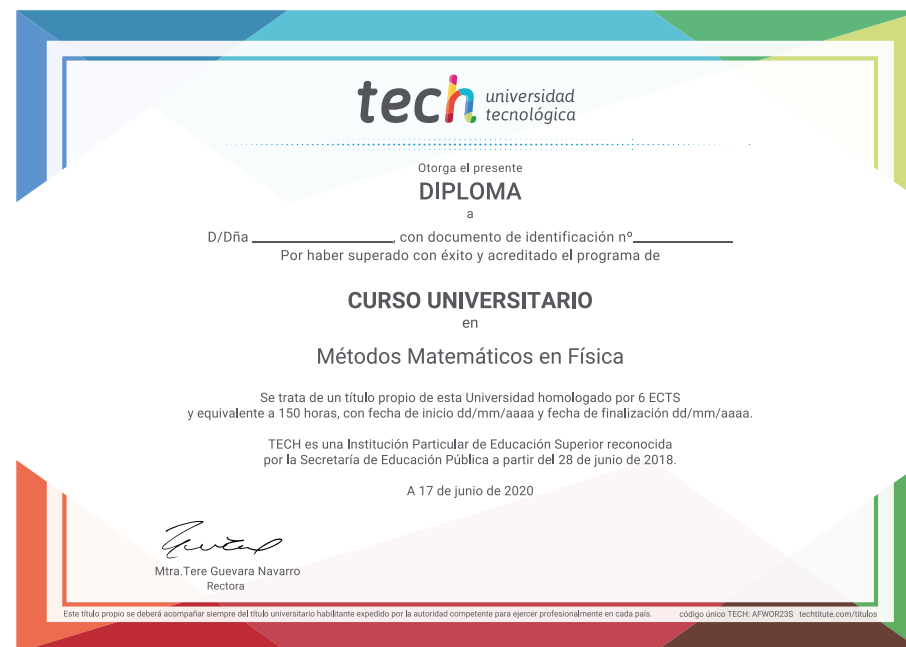 tech universidad
tecnológica
Otorga el presente
DIPLOMA
a
D/Dña ____________________, con documento de identificación nº______________
Por haber superado con éxito y acreditado el programa de
CURSO UNIVERSITARIO
en
Métodos Matemáticos en Física
Se trata de un título propio de esta Universidad homologado por 6 ECTS
y equivalente a 150 horas, con fecha de inicio dd/mm/aaaa y fecha de finalización dd/mm/aaaa.
TECH es una Institución Particular de Educación Superior reconocida
por la Secretaría de Educación Pública a partir del 28 de junio de 2018.
A 17 de junio de 2020
Mtra.Tere Guevara Navarro
Rectora
Este título propio se deberá acompañar siempre del título universitario habilitante expedido por la autoridad competente para ejercer profesionalmente en cada país. código único TECH: AFWOR23S techtitute.com/titulos